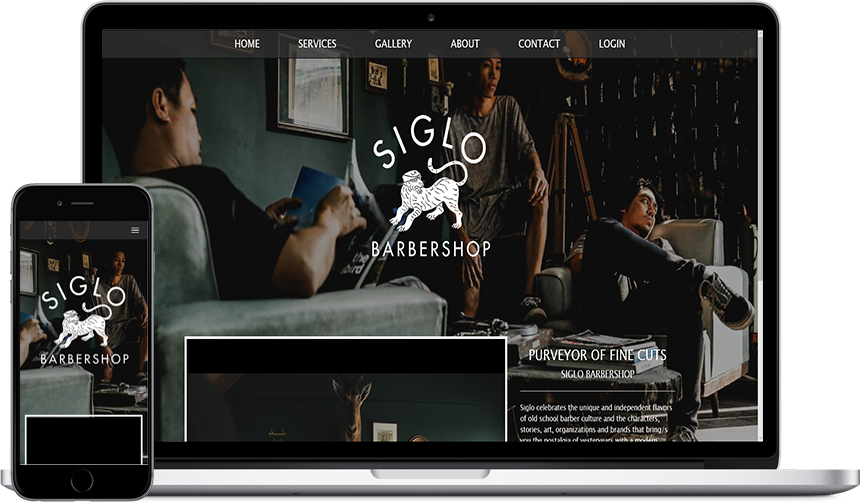 HOME SERVICES GALLERY ABOUT CONTACT LOGIN
SIGLO
BARBERSHOP
PURVEYOR OF FINE CUTS
SIGLO BARBERSHOP
Siglo celebrates the unique and independent flavors
of old school barber culture and the characters,
stories, art, organizations and brands that bring/s
you the nostalgia of yesteryears with a modern
SIGLO
BARBERSHOP